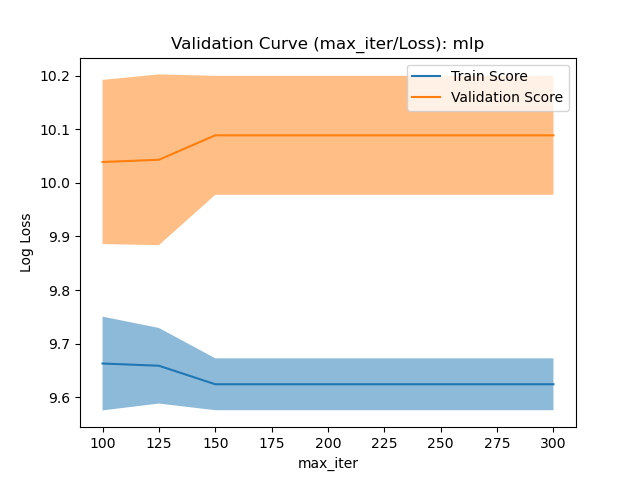 Validation Curve (max_iter/Loss): mlp
Train Score
Validation Score
Log Loss
10.2
10.1
10.0
9.9
9.8
9.7
9.6
100 125 150 175 200 225 250 275 300
max_iter